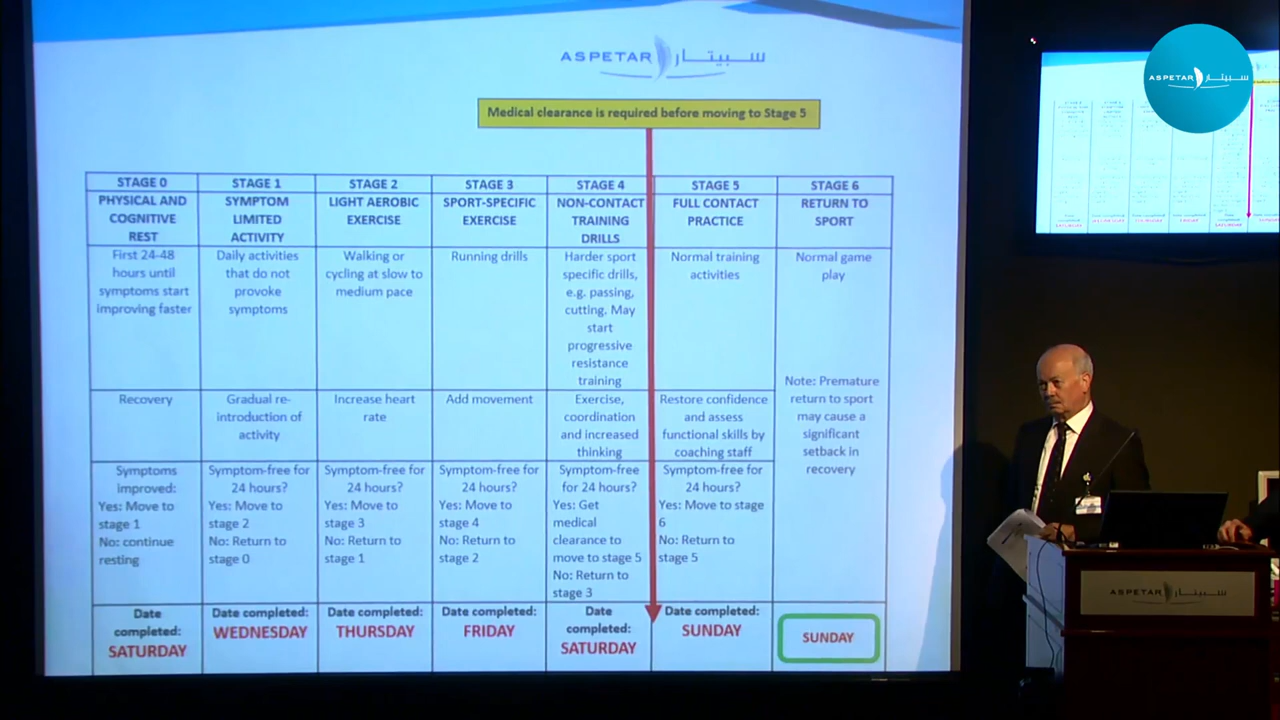 ASPETAR سبيتار
Medical clearance is required before moving to Stage 5
STAGE 0
STAGE 1
STAGE 2
STAGE 3
STAGE 4
STAGE 5
STAGE 6
PHYSICAL AND
COGNITIVE
REST
SYMPTOM
LIMITED
ACTIVITY
LIGHT AEROBIC
EXERCISE
SPORT-SPECIFIC
EXERCISE
NON-CONTACT
TRAINING
DRILLS
FULL CONTACT
PRACTICE
RETURN TO
SPORT
First 24-48
hours until
symptoms start
improving faster
Daily activities
that do not
provoke
symptoms
Walking or
cycling at slow to
medium pace
Running drills
Harder sport
specific drills,
e.g. passing,
cutting, May
start
progressive
resistance
training
Normal training
activities
Normal game
play
Note: Premature
return to sport
may cause a
significant
setback in
recovery
Recovery
Gradual re-
introduction of
activity
Increase heart
rate
Add movement
Exercise,
coordination
and increased
thinking
Restore confidence
and assess
functional skills by
coaching staff
Symptoms
improved:
Yes: Move to
stage 1
No: continue
resting
Symptom-free for
24 hours?
Yes: Move to
stage 2
No: Return to
stage 0
Symptom-free for
24 hours?
Yes: Move to
stage 3
No: Return to
stage 1
Symptom-free for
24 hours?
Yes: Move to
stage 4
No: Return to
stage 2
Symptom-free
for 24 hours?
Yes: Get
medical
clearance to
move to stage 5
No: Return to
stage 3
Symptom-free for
24 hours?
Yes: Move to stage
6
No: Return to
stage 5
Date
completed:
SATURDAY
Date completed:
WEDNESDAY
Date completed:
THURSDAY
Date completed:
FRIDAY
Date
completed:
SATURDAY
Date completed:
SUNDAY
SUNDAY
ASPETAR سبيتار
ASPETAR سبيتار